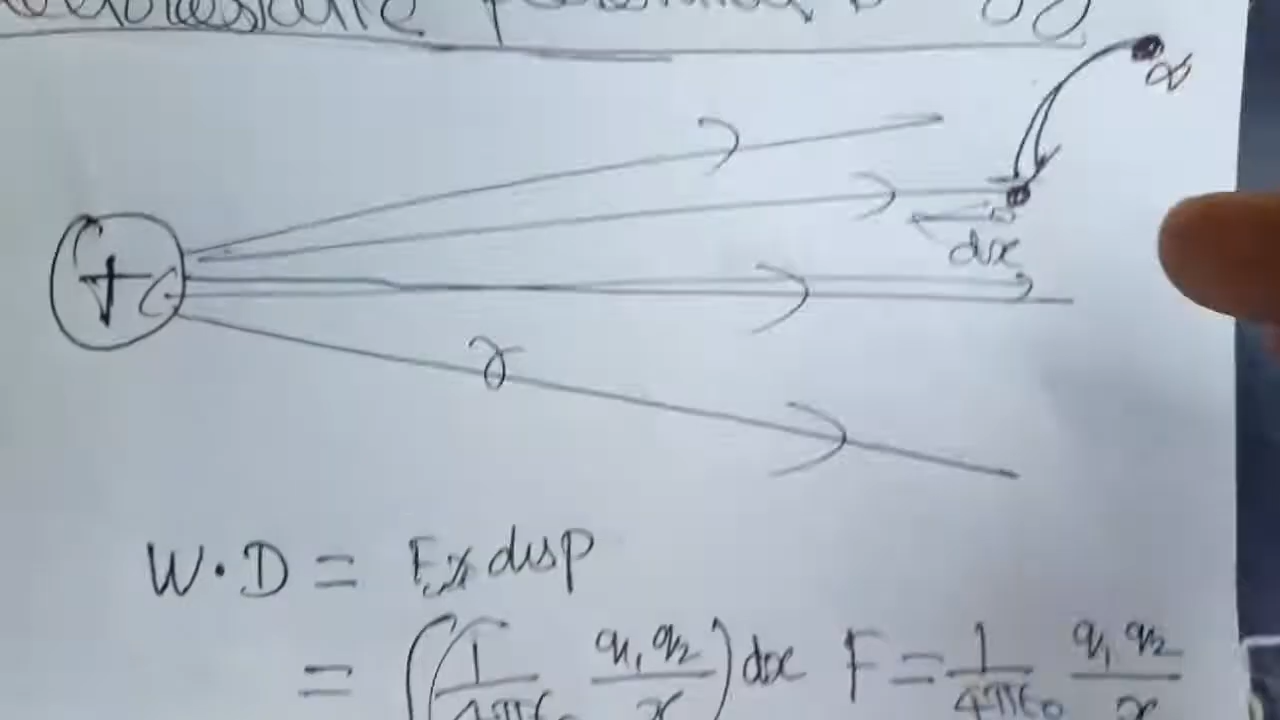 ∞
dx
+
r
W.D = F x disp
= (1/4πε₀ q₁q₂/x) dx F = 1/4πε₀ q₁q₂/x